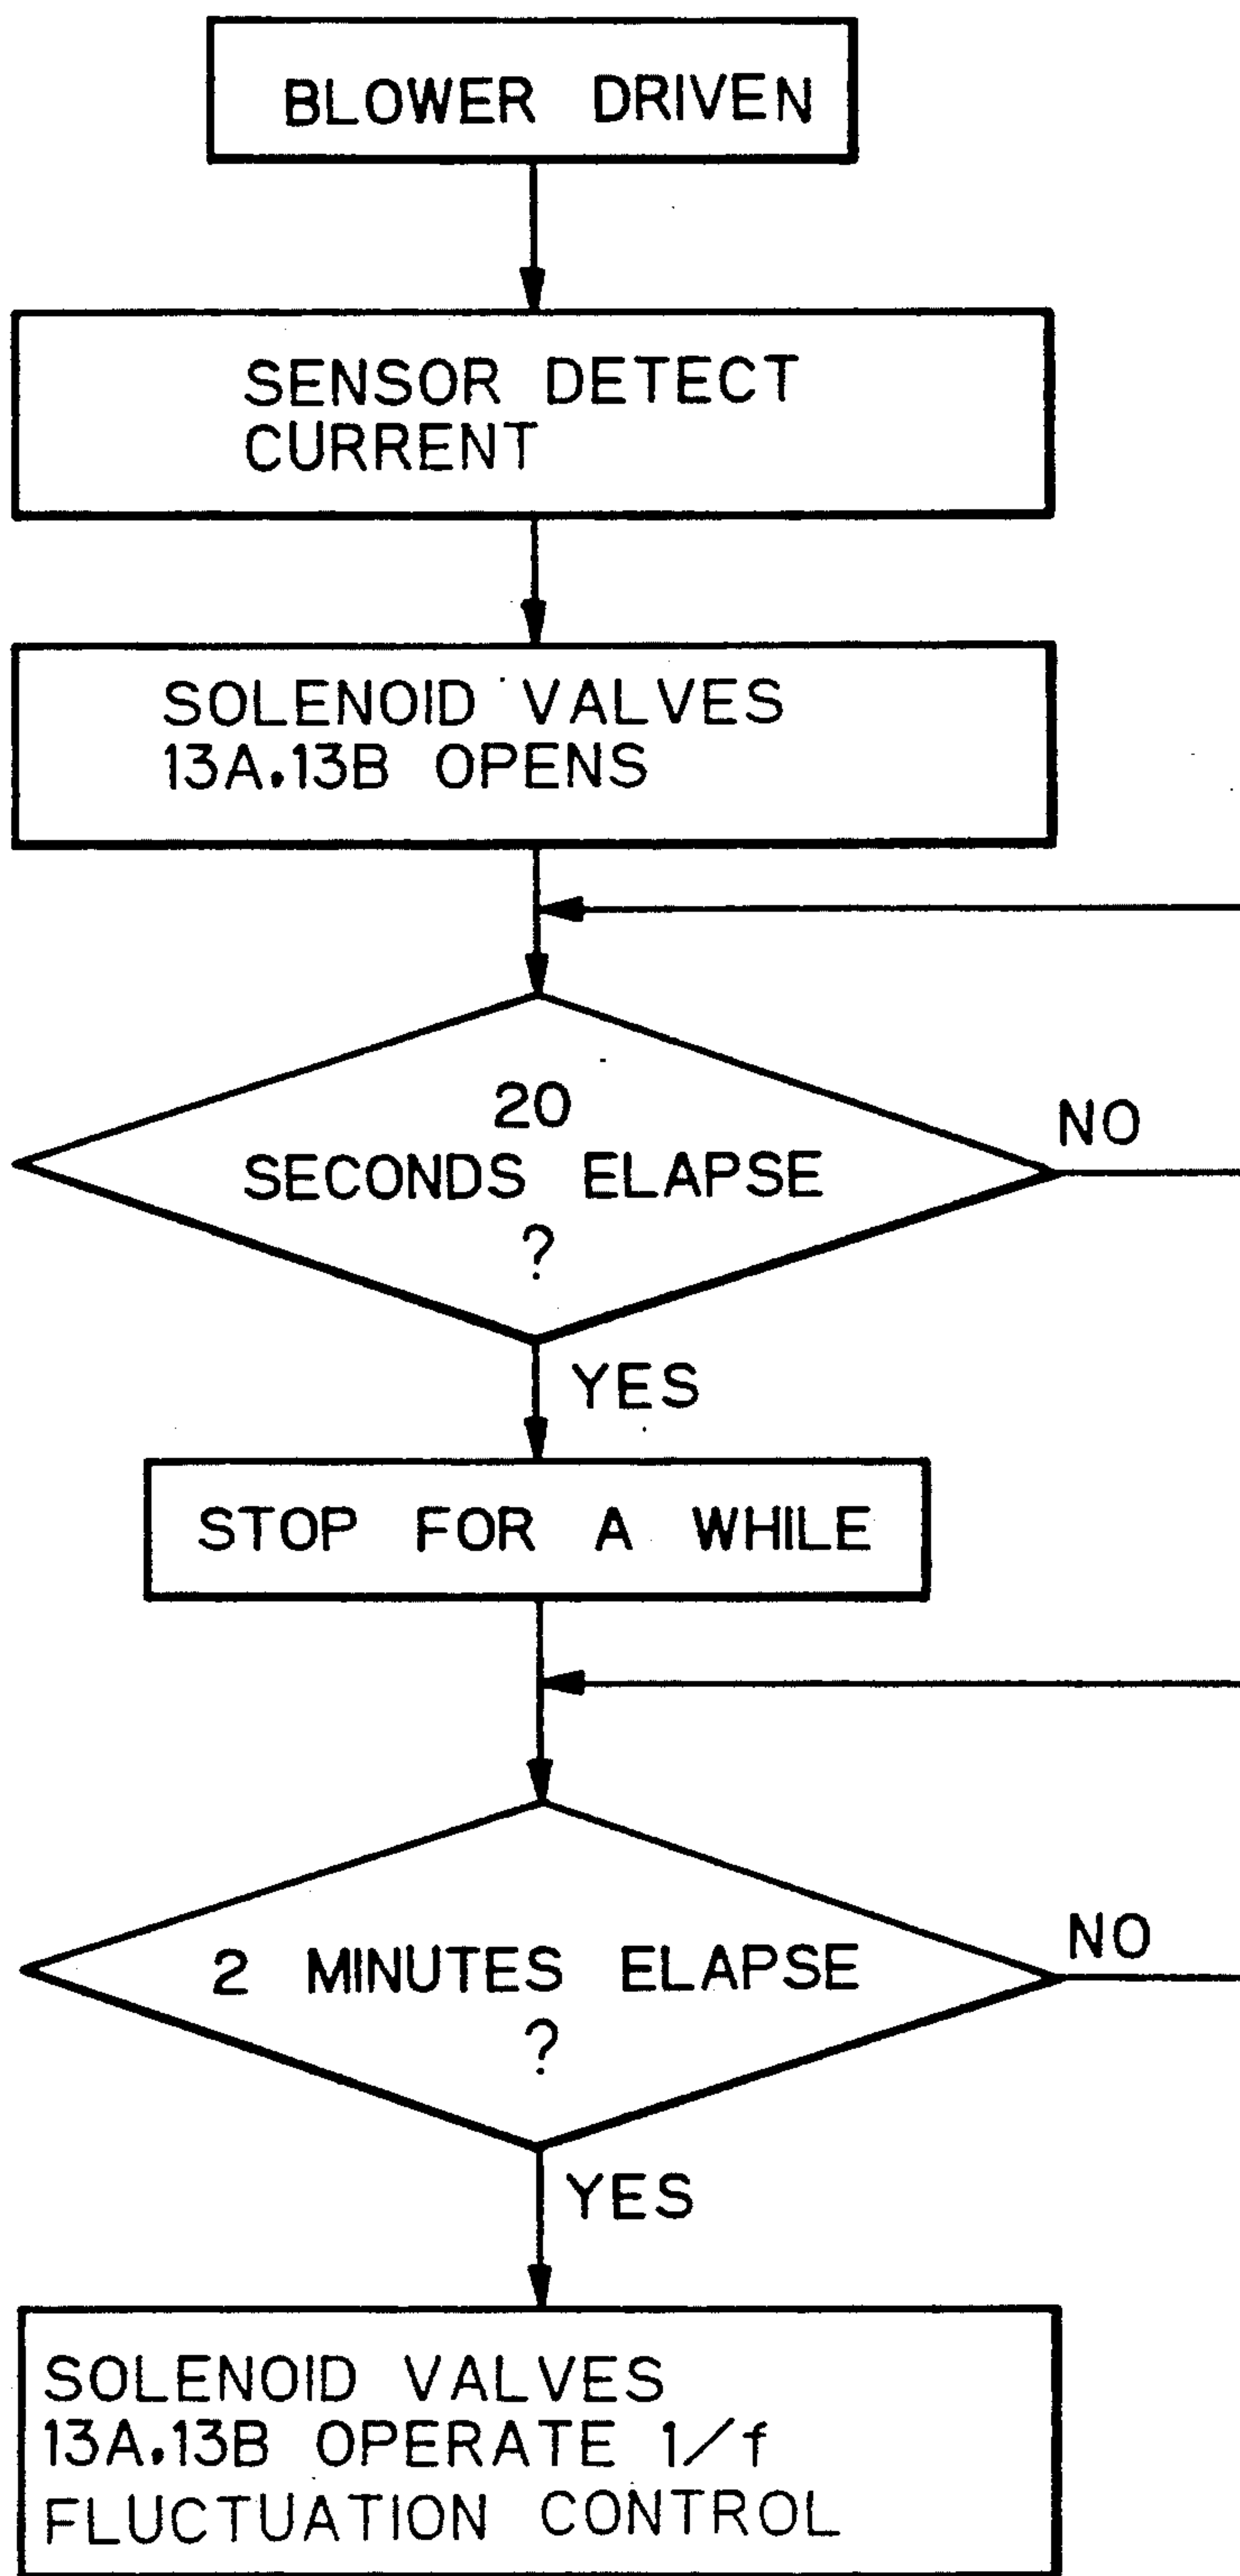 BLOWER DRIVEN
SENSOR DETECT
CURRENT
SOLENOID VALVES
13A.13B OPENS
20
SECONDS ELAPSE
?
NO
YES
STOP FOR A WHILE
2 MINUTES ELAPSE
?
NO
YES
SOLENOID VALVES
13A.13B OPERATE 1/f
FLUCTUATION CONTROL